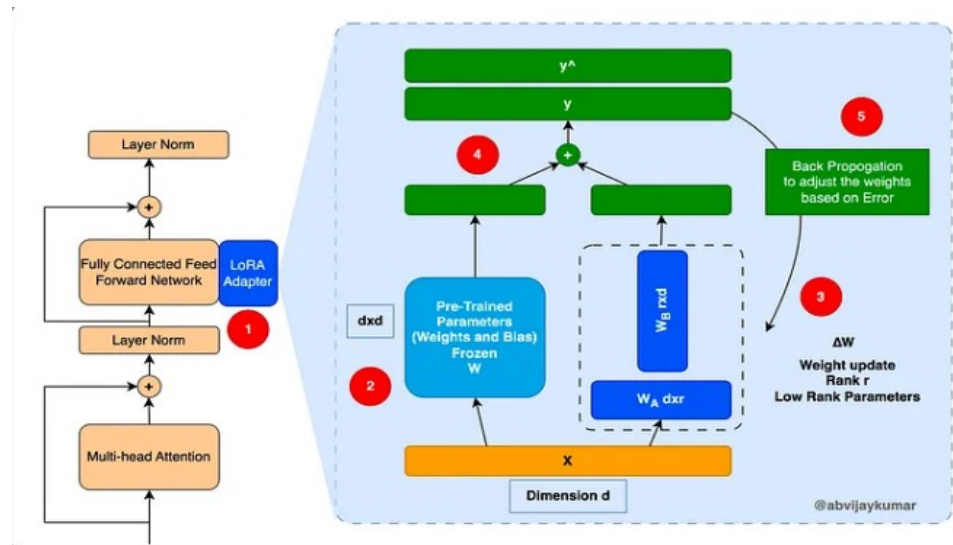 Layer Norm
+
Fully Connected Feed
Forward Network
LoRA
Adapter
1
Layer Norm
+
Multi-head Attention
y^
y
4
+
5
Back Propogation
to adjust the weights
based on Error
dxd
2
Pre-Trained
Parameters
(Weights and Bias)
Frozen
W
W_B rxd
W_A dxr
3
ΔW
Weight update
Rank r
Low Rank Parameters
X
Dimension d
@abvijaykumar